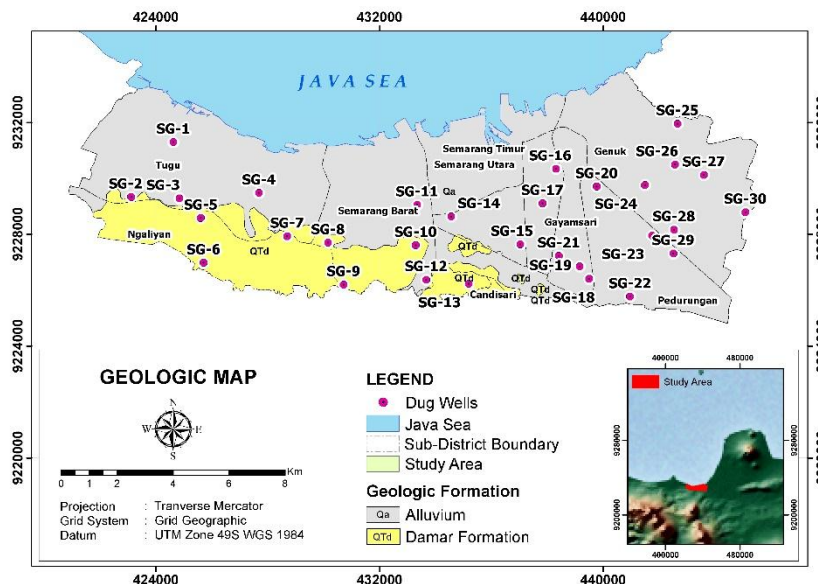 424000 432000 440000
JAVA SEA
9232000
SG-25
SG-1
Semarang Timur
Genuk
Semarang Utara
SG-16
SG-26
SG-27
Tugu
SG-2
SG-3
SG-4
SG-11
Qa
SG-20
SG-5
SG-14
SG-17
SG-24
SG-30
Semarang Barat
9228000
Ngaliyan
SG-7
SG-8
SG-10
SG-15
Gayamsari
SG-28
QTd
QTd
SG-21
SG-23
SG-29
SG-6
SG-9
SG-12
QTd
QTd
SG-19
SG-22
SG-13
Candisari
QTd
QTd
SG-18
Pedurungan
9224000
GEOLOGIC MAP
N
W E
S
0 1 2 4 6 8
Km
Projection : Tranverse Mercator
Grid System : Grid Geographic
Datum : UTM Zone 49S WGS 1984
9220000
LEGEND
Dug Wells
Java Sea
Sub-District Boundary
Study Area
Geologic Formation
Qa Alluvium
QTd Damar Formation
400000 480000
Study Area
9280000
9200000
400000 480000
424000 432000 440000